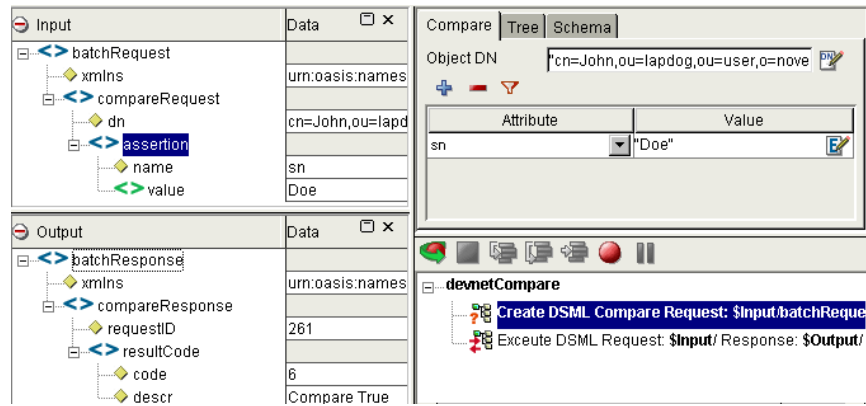 Input Data
batchRequest
xmlns urn:oasis:names
compareRequest
dn cn=John,ou=lapd
assertion
name sn
value Doe
Output Data
batchResponse
xmlns urn:oasis:names
compareResponse
requestID 261
resultCode
code 6
descr Compare True
Compare Tree Schema
Object DN "cn=John,ou=lapdog,ou=user,o=nove
Attribute Value
sn "Doe"
devnetCompare
Create DSML Compare Request: $Input/batchReque
Exceute DSML Request: $Input/ Response: $Output/